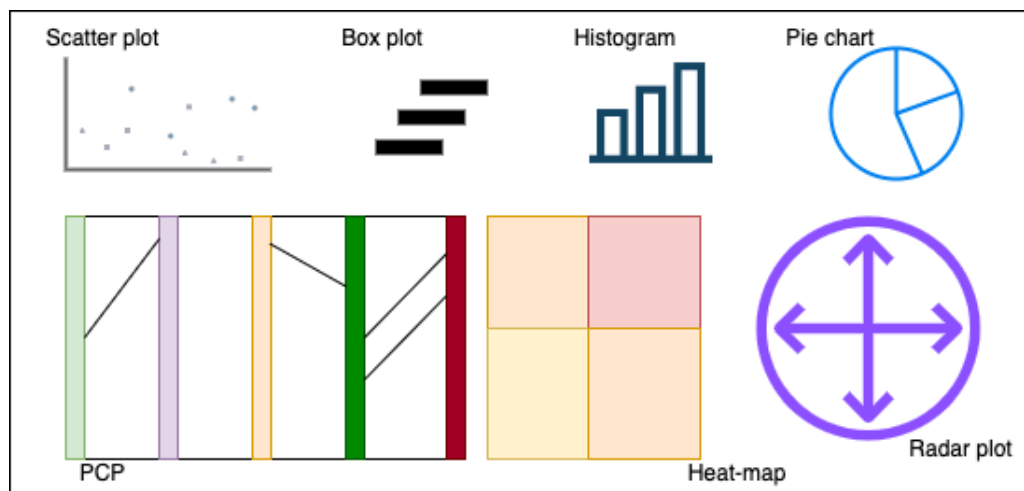 Scatter plot
Box plot
Histogram
Pie chart
PCP
Heat-map
Radar plot